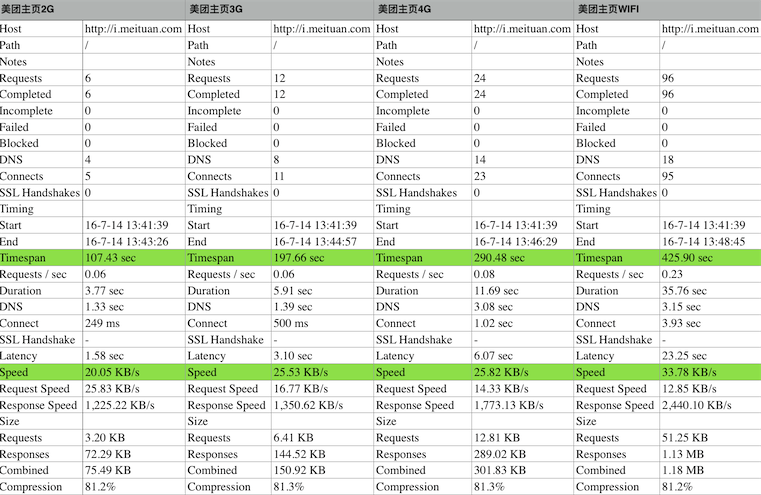 美团主页2G 美团主页3G 美团主页4G 美团主页WIFI
Host http://i.meituan.com Host http://i.meituan.com Host http://i.meituan.com Host http://i.meituan.com
Path / Path / Path / Path /
Notes Notes Notes Notes
Requests 6 Requests 12 Requests 24 Requests 96
Completed 6 Completed 12 Completed 24 Completed 96
Incomplete 0 Incomplete 0 Incomplete 0 Incomplete 0
Failed 0 Failed 0 Failed 0 Failed 0
Blocked 0 Blocked 0 Blocked 0 Blocked 0
DNS 4 DNS 8 DNS 14 DNS 18
Connects 5 Connects 11 Connects 23 Connects 95
SSL Handshakes 0 SSL Handshakes 0 SSL Handshakes 0 SSL Handshakes 0
Timing Timing Timing Timing
Start 16-7-14 13:41:39 Start 16-7-14 13:41:39 Start 16-7-14 13:41:39 Start 16-7-14 13:41:39
End 16-7-14 13:43:26 End 16-7-14 13:44:57 End 16-7-14 13:46:29 End 16-7-14 13:48:45
Timespan 107.43 sec Timespan 197.66 sec Timespan 290.48 sec Timespan 425.90 sec
Requests / sec 0.06 Requests / sec 0.06 Requests / sec 0.08 Requests / sec 0.23
Duration 3.77 sec Duration 5.91 sec Duration 11.69 sec Duration 35.76 sec
DNS 1.33 sec DNS 1.39 sec DNS 3.08 sec DNS 3.15 sec
Connect 249 ms Connect 500 ms Connect 1.02 sec Connect 3.93 sec
SSL Handshake - SSL Handshake - SSL Handshake - SSL Handshake -
Latency 1.58 sec Latency 3.10 sec Latency 6.07 sec Latency 23.25 sec
Speed 20.05 KB/s Speed 25.53 KB/s Speed 25.82 KB/s Speed 33.78 KB/s
Request Speed 25.83 KB/s Request Speed 16.77 KB/s Request Speed 14.33 KB/s Request Speed 12.85 KB/s
Response Speed 1,225.22 KB/s Response Speed 1,350.62 KB/s Response Speed 1,773.13 KB/s Response Speed 2,440.10 KB/s
Size Size Size Size
Requests 3.20 KB Requests 6.41 KB Requests 12.81 KB Requests 51.25 KB
Responses 72.29 KB Responses 144.52 KB Responses 289.02 KB Responses 1.13 MB
Combined 75.49 KB Combined 150.92 KB Combined 301.83 KB Combined 1.18 MB
Compression 81.2% Compression 81.3% Compression 81.3% Compression 81.2%